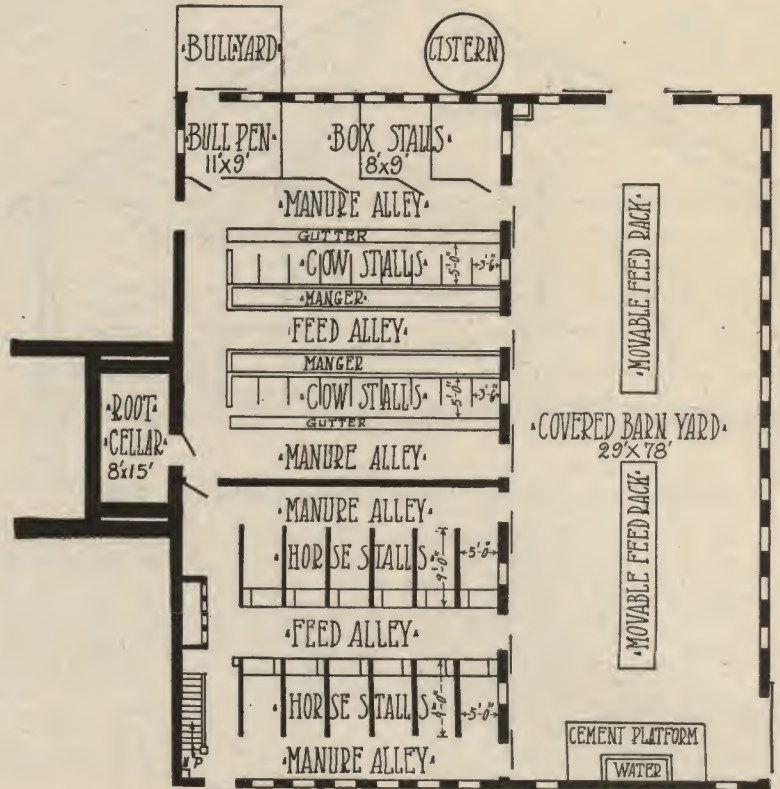 ·BULLYARD·
CISTERN
·BULL PEN·
11'x9'
BOX STALLS·
8'x9'
·MANURE ALLEY·
GUTTER
·COW STALLS·
5'-0"
3'-6"
·MANGER·
·FEED ALLEY·
MANGER
·COW STALLS·
5'-0"
3'-6"
GUTTER
·MANURE ALLEY·
·MANURE ALLEY·
·HORSE STALLS·
9'-0"
5'-0"
·FEED ALLEY·
·HORSE STALLS·
9'-0"
5'-0"
·MANURE ALLEY·
·ROOT·
·CELLAR·
8'x15'
·MOVABLE FEED RACK·
·COVERED BARN YARD·
29'X78'
·MOVABLE FEED RACK·
CEMENT PLATFORM
WATER